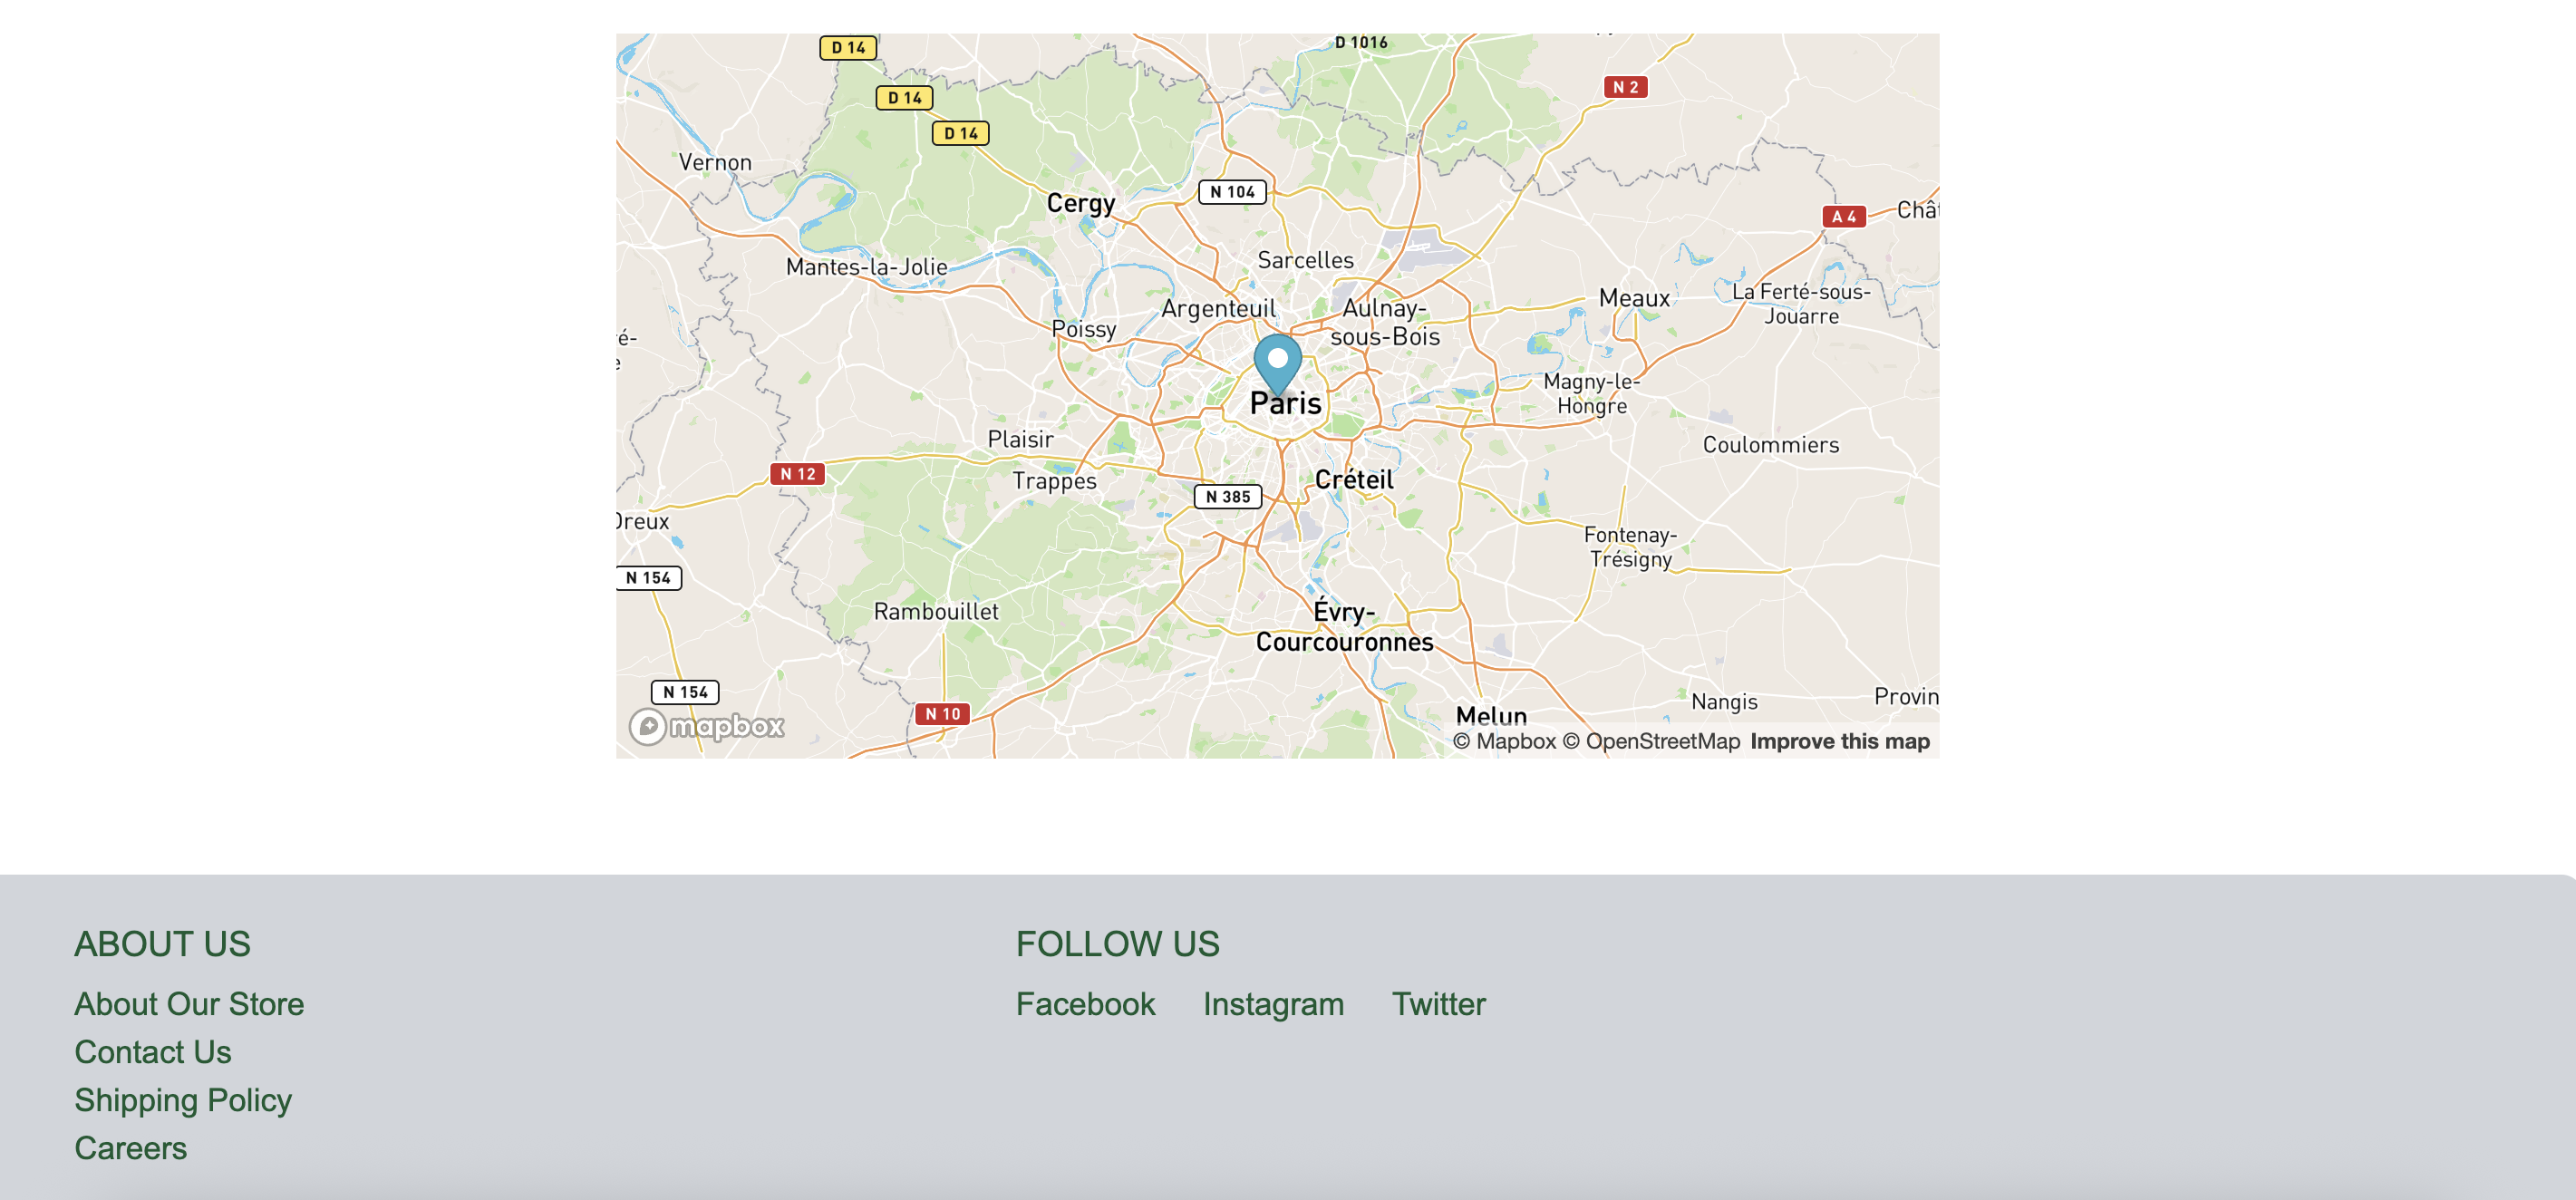 D 14
D 1016
N 2
D 14
D 14
Vernon
N 104
Cergy
A 4
Chât
Sarcelles
Mantes-la-Jolie
Meaux
La Ferté-sous-
Jouarre
Argenteuil
Aulnay-
sous-Bois
Poissy
é-
e
Magny-le-
Hongre
Paris
Plaisir
Coulommiers
N 12
Trappes
Créteil
N 385
Dreux
Fontenay-
Trésigny
N 154
Rambouillet
Évry-
Courcouronnes
N 154
Nangis
Provin
N 10
Melun
mapbox
© Mapbox © OpenStreetMap Improve this map
ABOUT US
About Our Store
Contact Us
Shipping Policy
Careers
FOLLOW US
Facebook Instagram Twitter